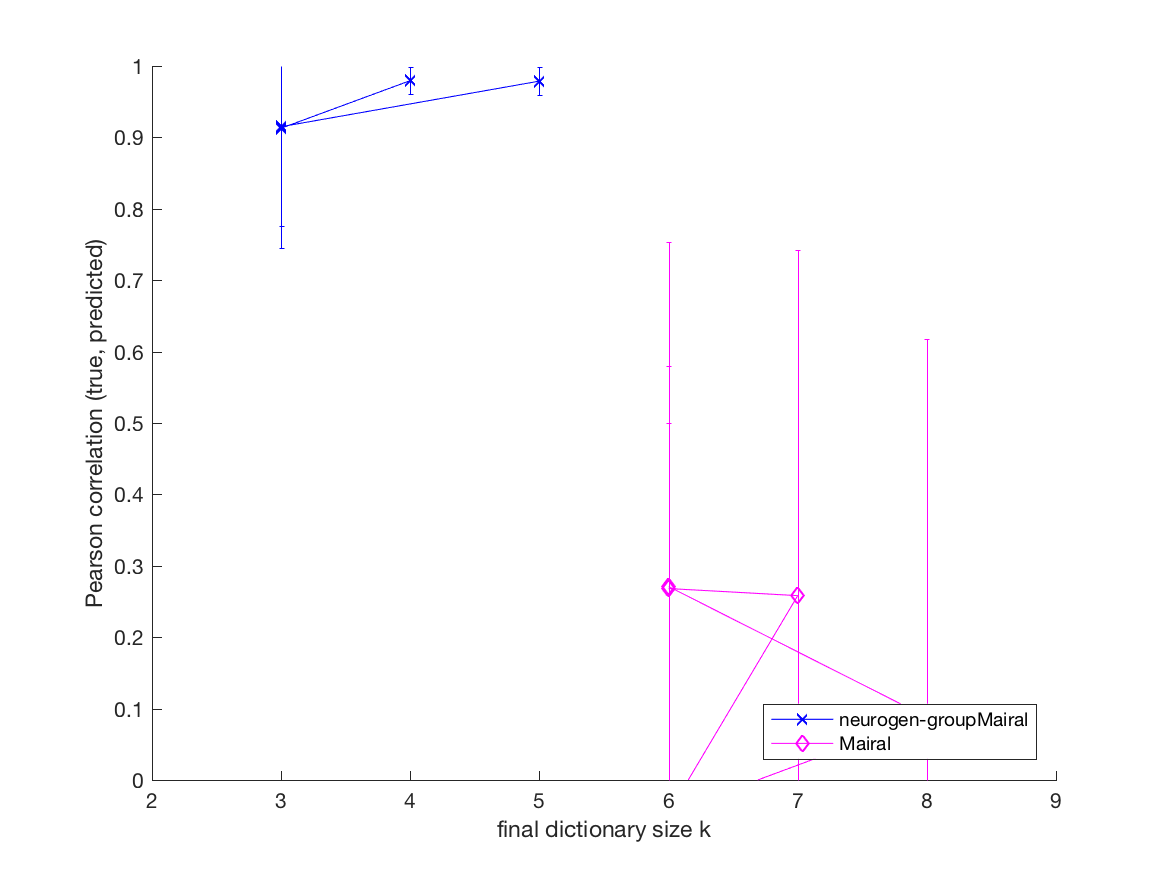 1
0.9
0.8
0.7
0.6
0.5
0.4
0.3
0.2
0.1
0
Pearson correlation (true, predicted)
neurogen-groupMairal
Mairal
2 3 4 5 6 7 8 9
final dictionary size k